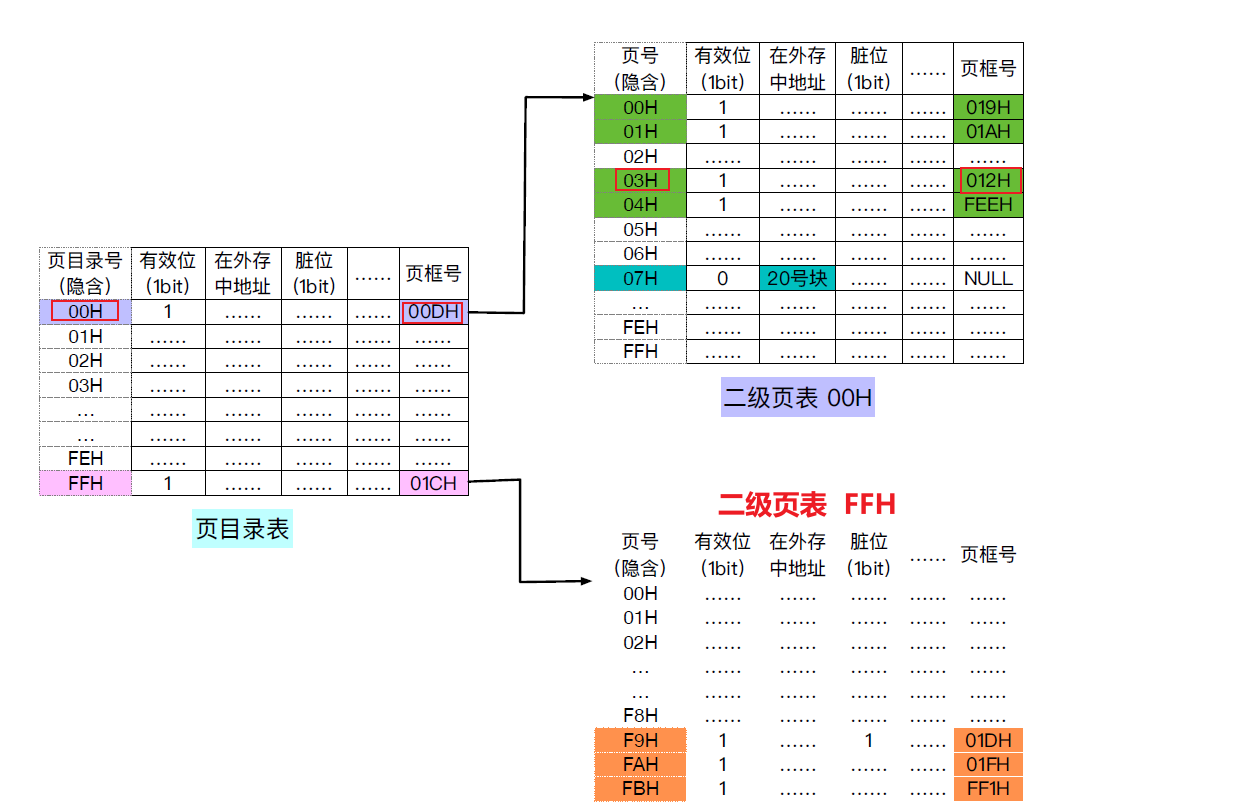 页号 有效位 在外存 脏位 …… 页框号
（隐含） (1bit) 中地址 (1bit)
00H 1 …… …… …… 019H
01H 1 …… …… …… 01AH
02H …… …… …… …… ……
03H 1 …… …… …… 012H
04H 1 …… …… …… FEEH
05H …… …… …… …… ……
06H …… …… …… …… ……
07H 0 20号块 …… …… NULL
… …… …… …… …… ……
FEH …… …… …… …… ……
FFH …… …… …… …… ……
二级页表 00H
页目录号 有效位 在外存 脏位 …… 页框号
（隐含） (1bit) 中地址 (1bit)
00H 1 …… …… …… 00DH
01H …… …… …… …… ……
02H …… …… …… …… ……
03H …… …… …… …… ……
… …… …… …… …… ……
… …… …… …… …… ……
FEH …… …… …… …… ……
FFH 1 …… …… …… 01CH
页目录表
二级页表 FFH
页号 有效位 在外存 脏位 …… 页框号
（隐含） (1bit) 中地址 (1bit)
00H …… …… …… …… ……
01H …… …… …… …… ……
02H …… …… …… …… ……
… …… …… …… …… ……
… …… …… …… …… ……
F8H …… …… …… …… ……
F9H 1 …… 1 …… 01DH
FAH 1 …… …… …… 01FH
FBH 1 …… …… …… FF1H